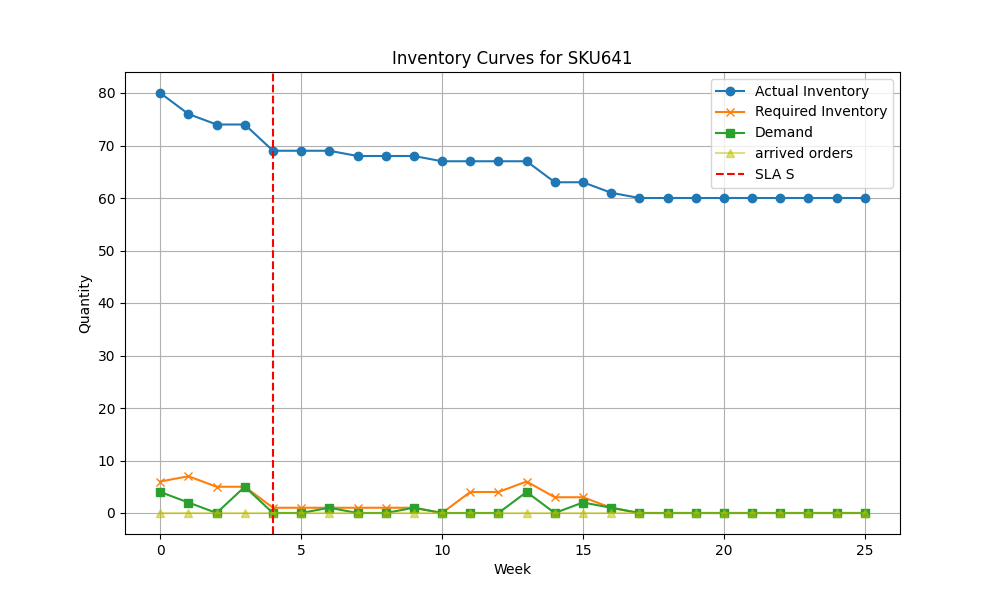 Inventory Curves for SKU641
Actual Inventory
Required Inventory
Demand
arrived orders
SLA S
Quantity
80
70
60
50
40
30
20
10
0
0 5 10 15 20 25
Week